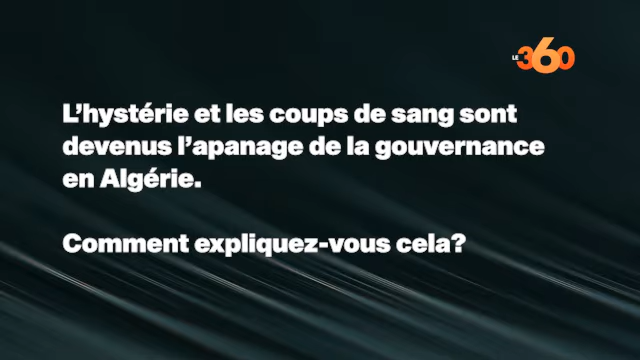 LE 360
L'hystérie et les coups de sang sont
devenus l'apanage de la gouvernance
en Algérie.
Comment expliquez-vous cela?